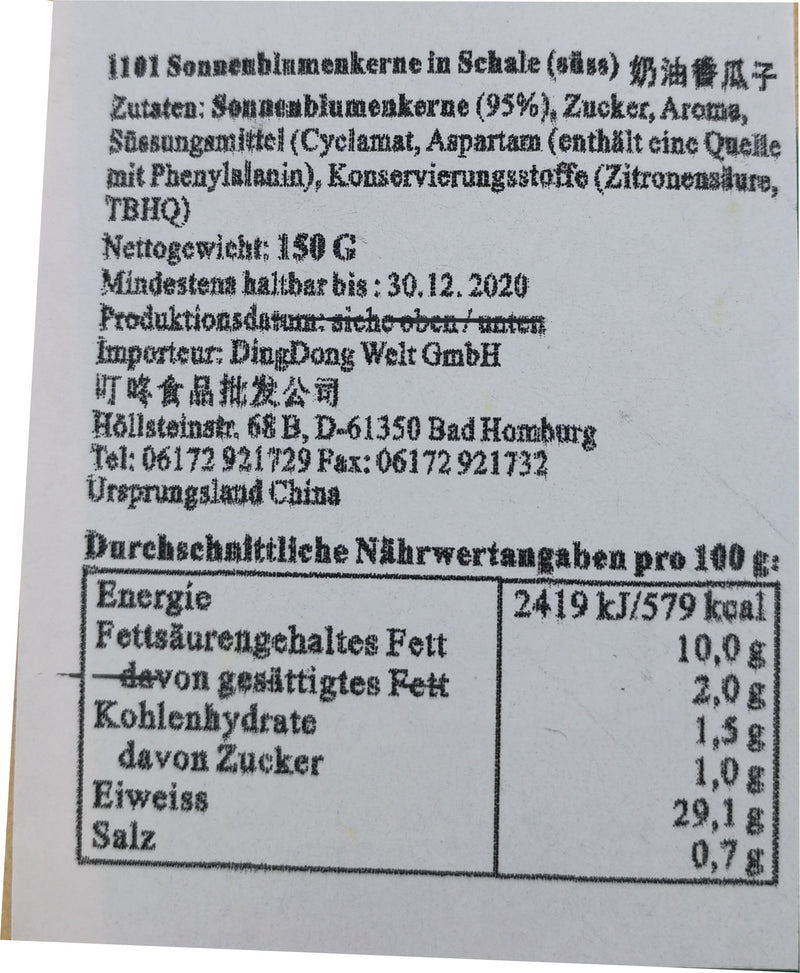 1101 Sonnenblumenkerne in Schale (süss) 奶油香瓜子
Zutaten: Sonnenblumenkerne (95%), Zucker, Aroma,
Süssungsmittel (Cyclamat, Aspartam (enthält eine Quelle
mit Phenylalanin), Konservierungsstoffe (Zitronensäure,
TBHQ)
Nettogewicht: 150 G
Mindestens haltbar bis : 30.12.2020
Produktionsdatum: siehe oben / unten
Importeur: DingDong Welt GmbH
叮咚食品批发公司
Höllsteinstr. 68 B, D-61350 Bad Homburg
Tel: 06172 921729 Fax: 06172 921732
Ursprungsland China
Durchschnittliche Nährwertangaben pro 100 g:
Energie 2419 kJ/579 kcal
Fettsäurengehaltes Fett 10,0 g
davon gesättigtes Fett 2,0 g
Kohlenhydrate 1,5 g
davon Zucker 1,0 g
Eiweiss 29,1 g
Salz 0,7 g